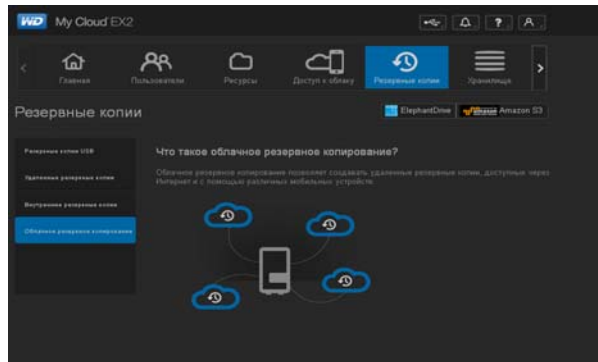 WD My Cloud EX2
?
Главная
Пользователи
Ресурсы
Доступ к облаку
Резервные копии
Хранилища
Резервные копии
ElephantDrive
amazon Amazon S3
Резервные копии USB
Что такое облачное резервное копирование?
Удаленные резервные копии
Облачное резервное копирование позволяет создавать удаленные резервные копии, доступные через
Интернет и с помощью различных мобильных устройств.
Внутренние резервные копии
Облачное резервное копирование